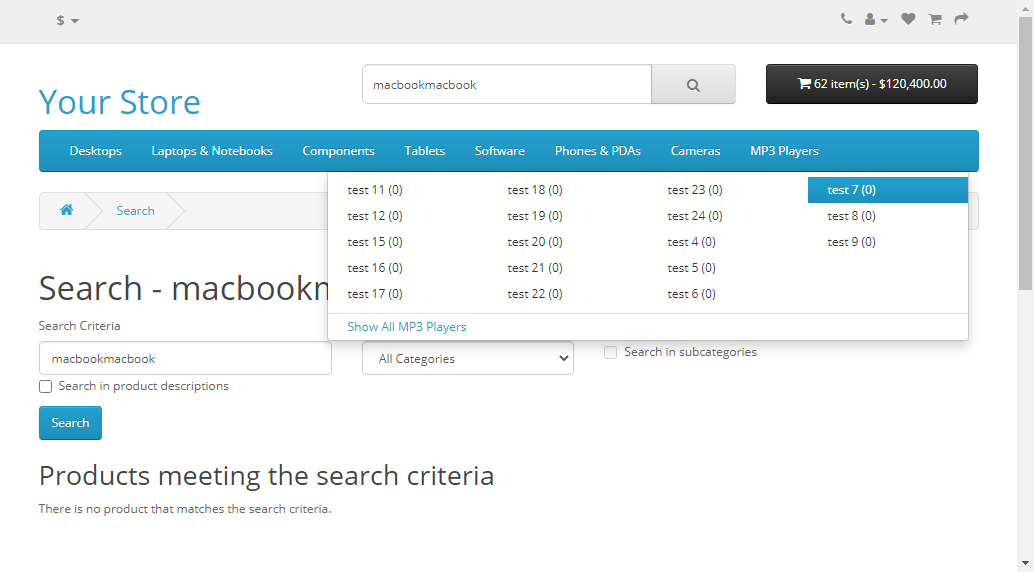 $
macbookmacbook
62 item(s) - $120,400.00
Your Store
Desktops Laptops & Notebooks Components Tablets Software Phones & PDAs Cameras MP3 Players
test 11 (0) test 18 (0) test 23 (0) test 7 (0)
Search
test 12 (0) test 19 (0) test 24 (0) test 8 (0)
test 15 (0) test 20 (0) test 4 (0) test 9 (0)
test 16 (0) test 21 (0) test 5 (0)
test 17 (0) test 22 (0) test 6 (0)
Show All MP3 Players
Search - macbookm
Search Criteria
macbookmacbook
All Categories
Search in subcategories
Search in product descriptions
Search
Products meeting the search criteria
There is no product that matches the search criteria.